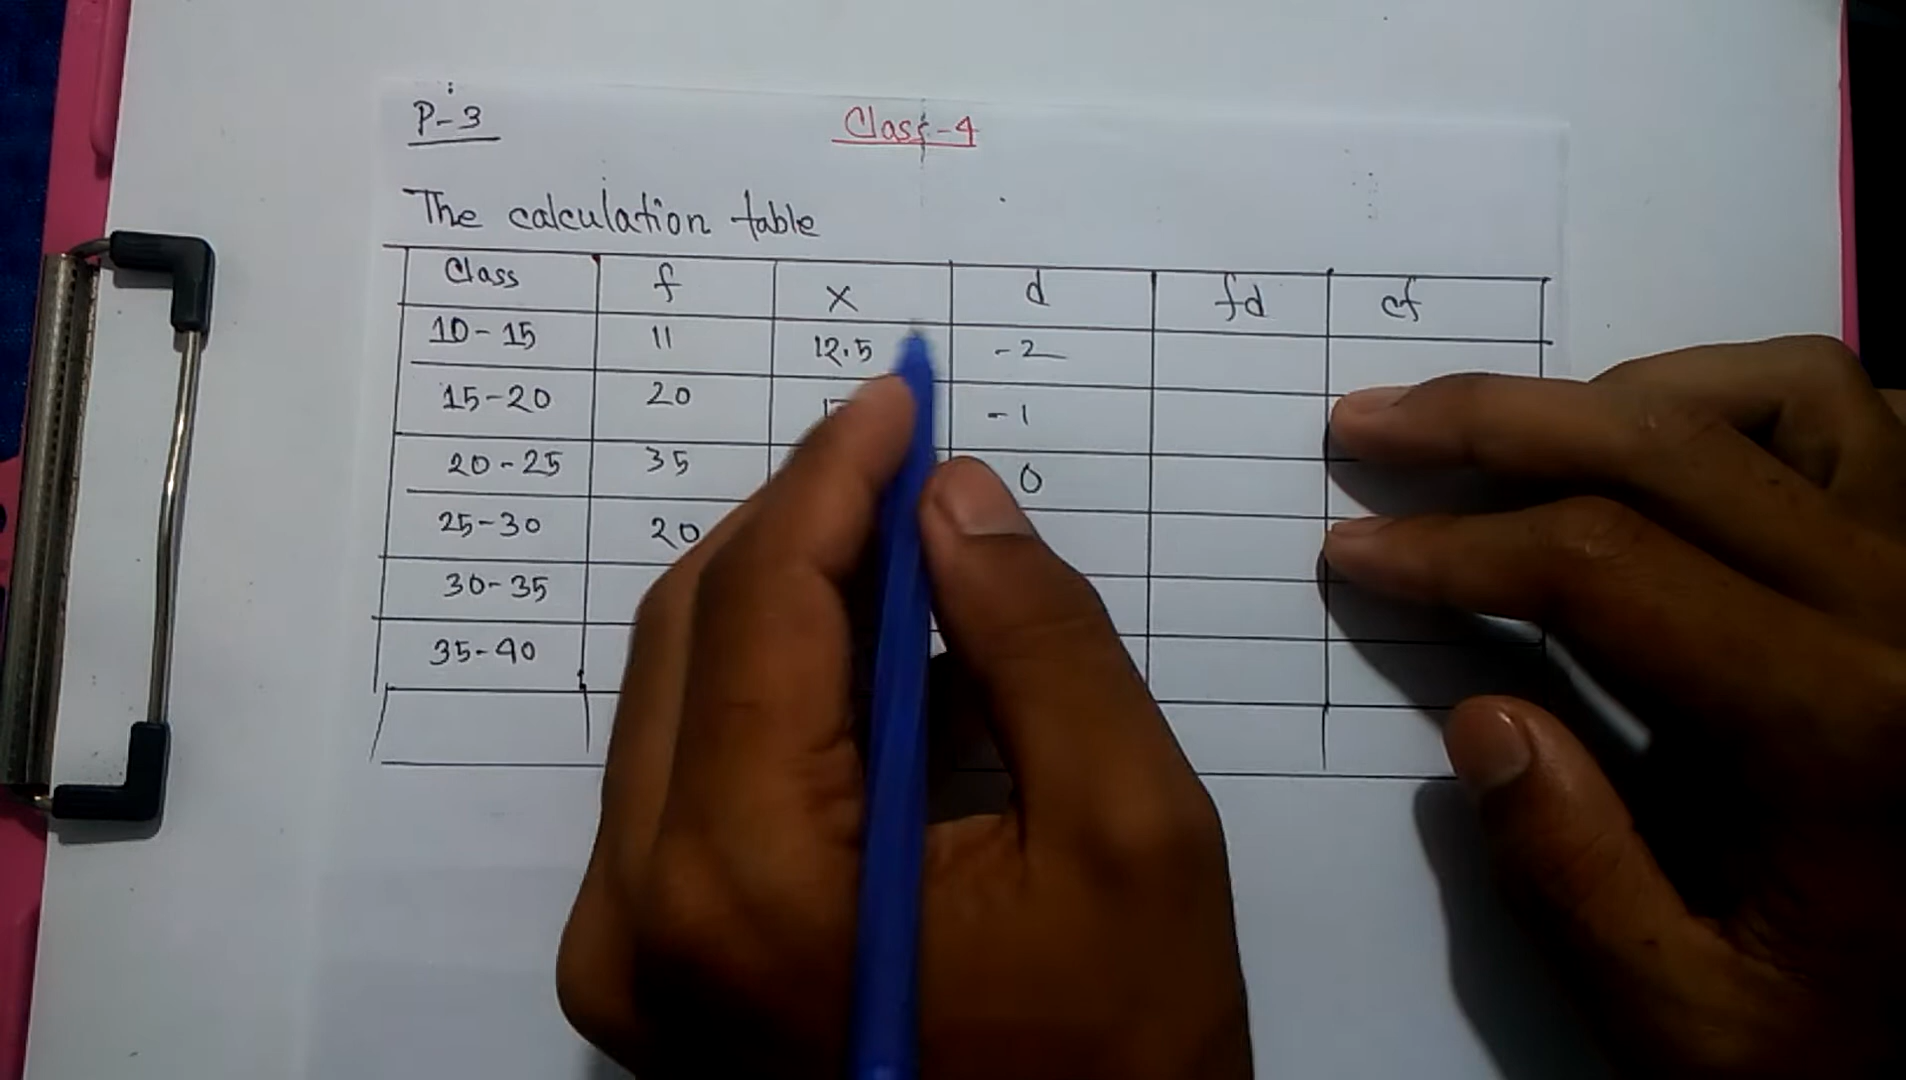 P-3
Class-4
The calculation table
Class f x d fd cf
10-15 11 12.5 -2
15-20 20 -1
20-25 35 0
25-30 20
30-35
35-40